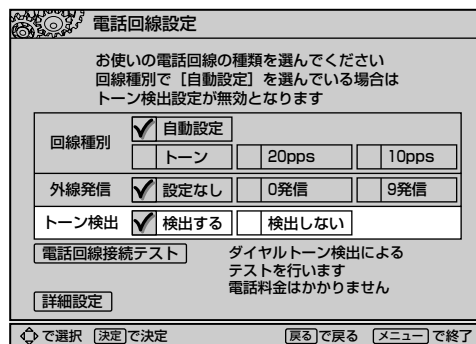 電話回線設定
お使いの電話回線の種類を選んでください
回線種別で[自動設定]を選んでいる場合は
トーン検出設定が無効となります
回線種別 自動設定
トーン 20pps 10pps
外線発信 設定なし 0発信 9発信
トーン検出 検出する 検出しない
電話回線接続テスト ダイヤルトーン検出による
テストを行います
電話料金はかかりません
詳細設定
で選択 決定で決定 戻るで戻る メニューで終了